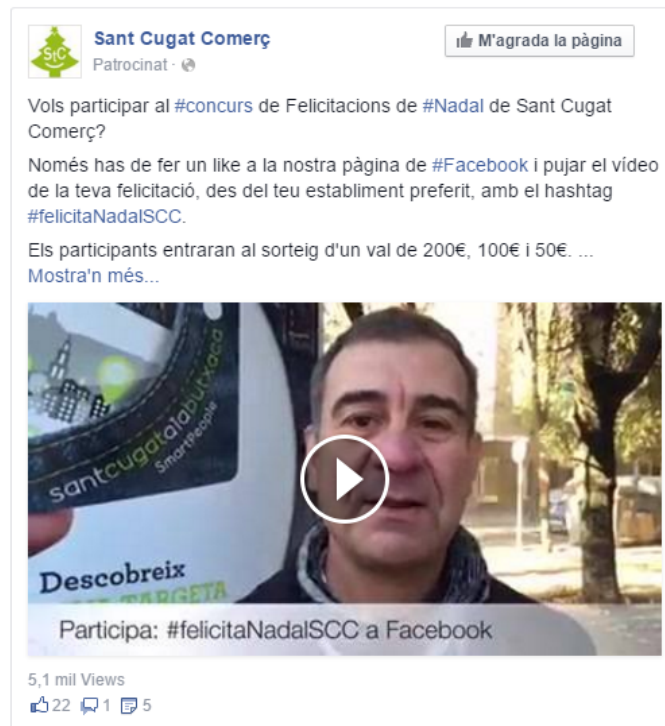 StC
Sant Cugat Comerç
Patrocinat ·
M'agrada la pàgina
Vols participar al #concurs de Felicitacions de #Nadal de Sant Cugat
Comerç?
Només has de fer un like a la nostra pàgina de #Facebook i pujar el vídeo
de la teva felicitació, des del teu establiment preferit, amb el hashtag
#felicitaNadalSCC.
Els participants entraran al sorteig d'un val de 200€, 100€ i 50€. ...
Mostra'n més...
santcugatalabutxaca
SmartPeople
Descobreix
TARGETA
Participa: #felicitaNadalSCC a Facebook
5,1 mil Views
22 1 5